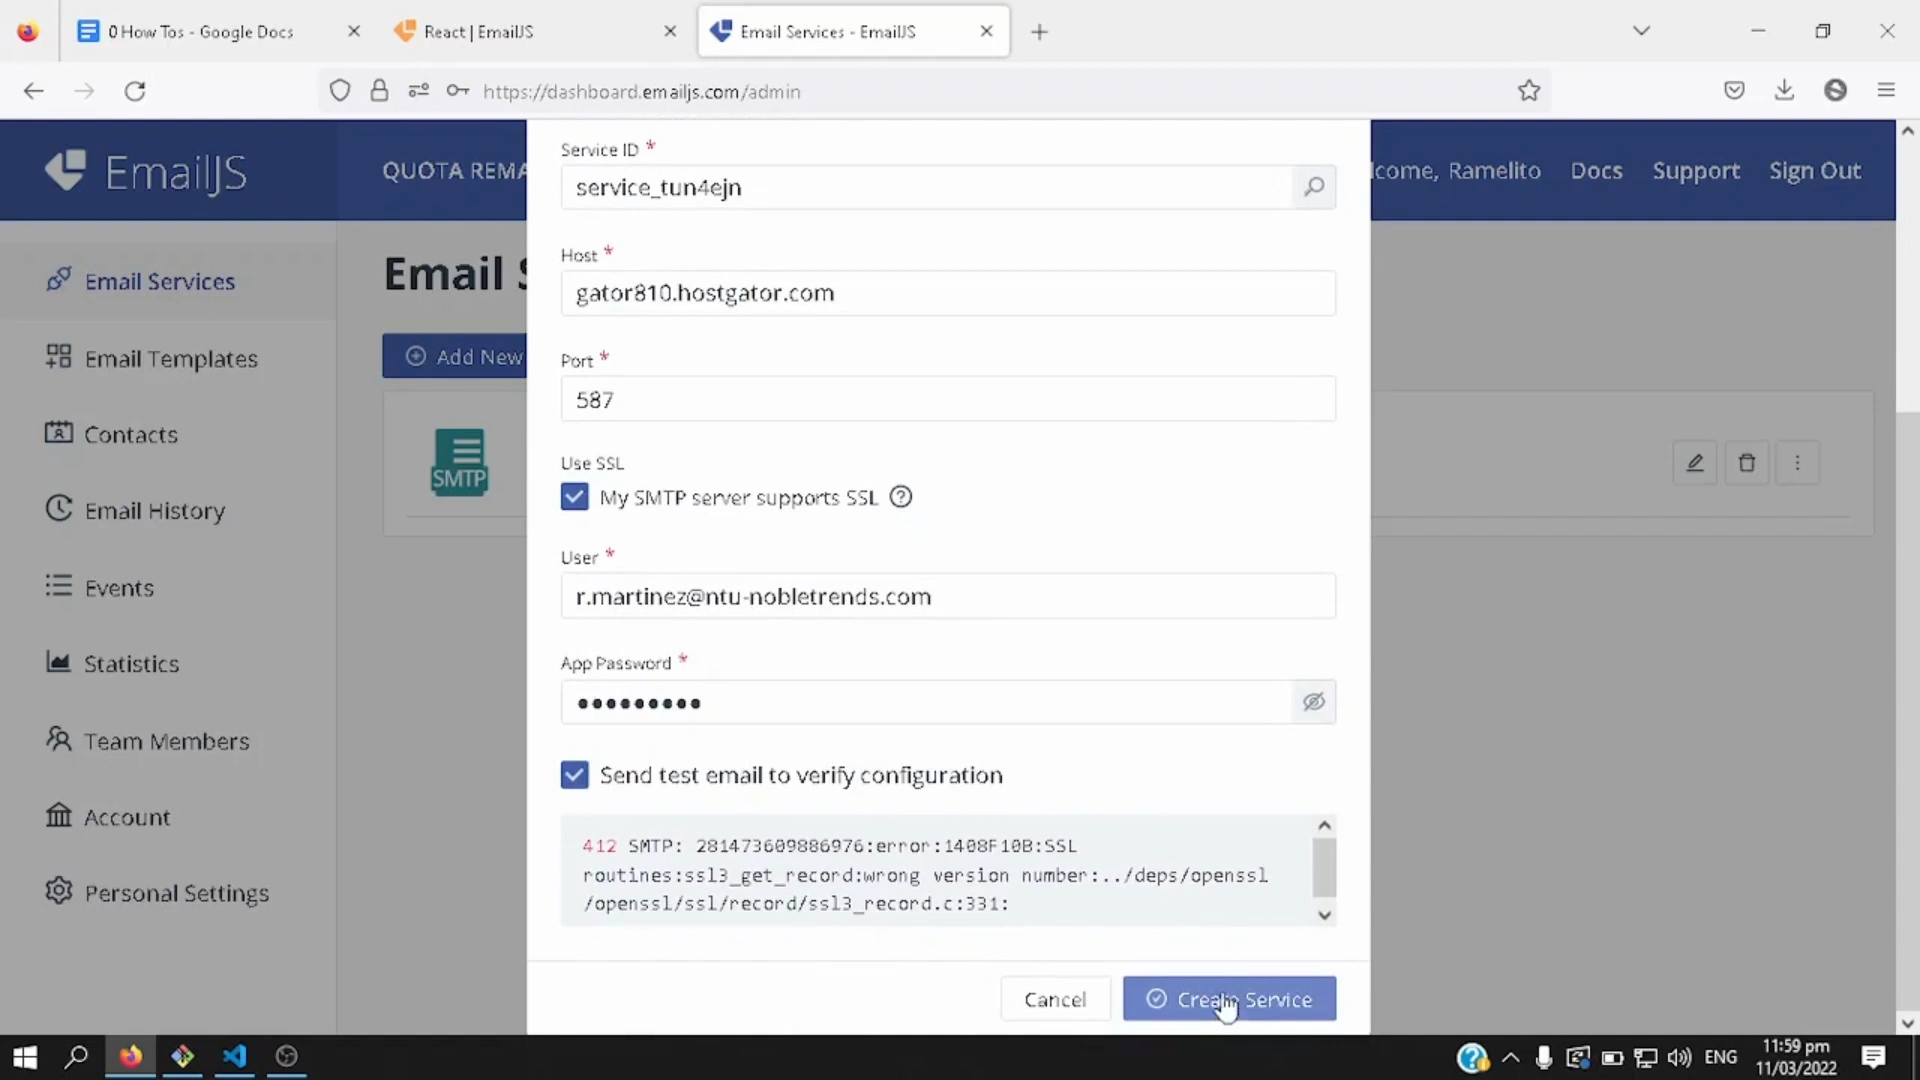 0 How Tos - Google Docs
React | EmailJS
Email Services - EmailJS
https://dashboard.emailjs.com/admin
EmailJS
QUOTA REMA
lcome, Ramelito
Docs
Support
Sign Out
Email Services
Email Templates
Contacts
Email History
Events
Statistics
Team Members
Account
Personal Settings
Email S
Add New
SMTP
Service ID *
service_tun4ejn
Host *
gator810.hostgator.com
Port *
587
Use SSL
My SMTP server supports SSL
User *
r.martinez@ntu-nobletrends.com
App Password *
Send test email to verify configuration
412 SMTP: 281473609886976:error:1408F10B:SSL
routines:ssl3_get_record:wrong version number:../deps/openssl
/openssl/ssl/record/ssl3_record.c:331:
Cancel
Create Service
ENG
11:59 pm
11/03/2022